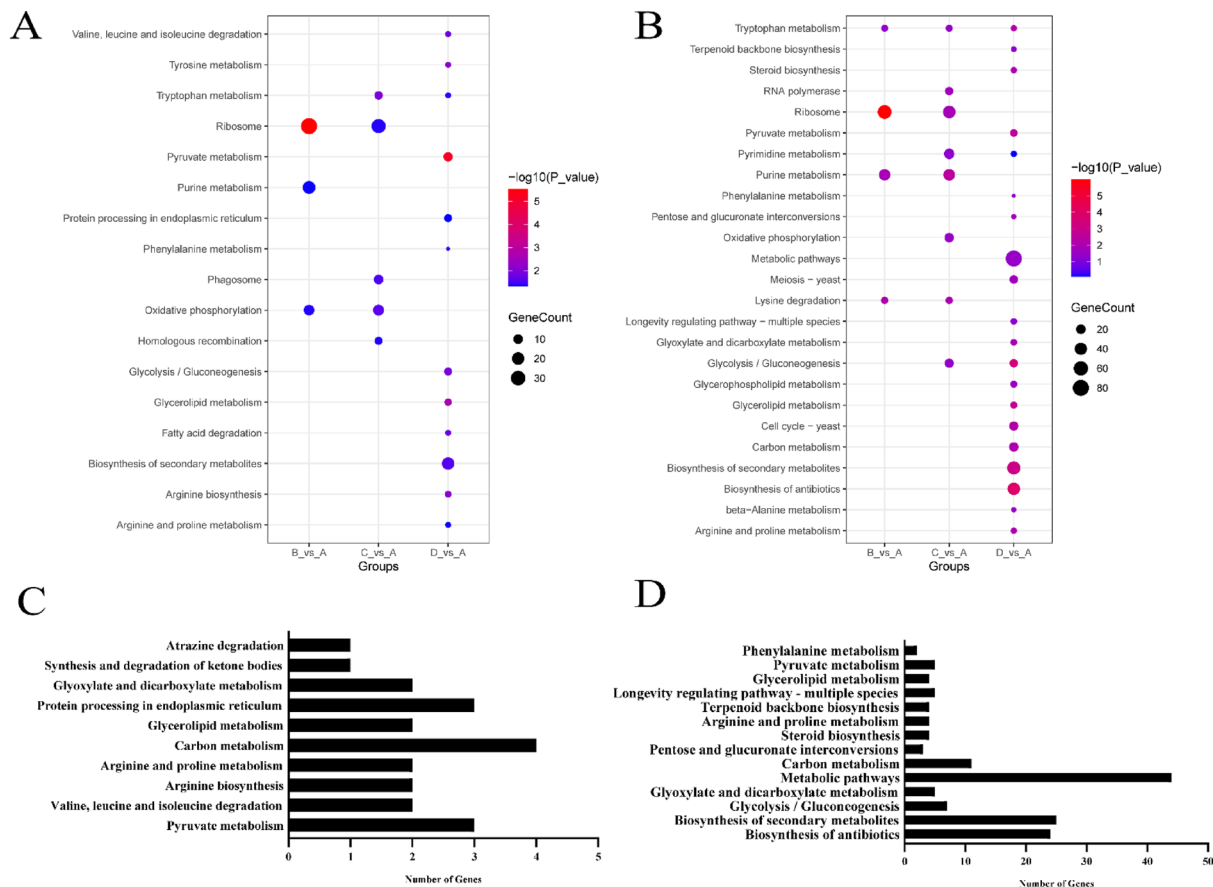 A
Valine, leucine and isoleucine degradation
Tyrosine metabolism
Tryptophan metabolism
Ribosome
Pyruvate metabolism
Purine metabolism
Protein processing in endoplasmic reticulum
Phenylalanine metabolism
Phagosome
Oxidative phosphorylation
Homologous recombination
Glycolysis / Gluconeogenesis
Glycerolipid metabolism
Fatty acid degradation
Biosynthesis of secondary metabolites
Arginine biosynthesis
Arginine and proline metabolism
B_vs_A C_vs_A D_vs_A
Groups
−log10(P_value)
5
4
3
2
GeneCount
10
20
30
B
Tryptophan metabolism
Terpenoid backbone biosynthesis
Steroid biosynthesis
RNA polymerase
Ribosome
Pyruvate metabolism
Pyrimidine metabolism
Purine metabolism
Phenylalanine metabolism
Pentose and glucuronate interconversions
Oxidative phosphorylation
Metabolic pathways
Meiosis − yeast
Lysine degradation
Longevity regulating pathway − multiple species
Glyoxylate and dicarboxylate metabolism
Glycolysis / Gluconeogenesis
Glycerophospholipid metabolism
Glycerolipid metabolism
Cell cycle − yeast
Carbon metabolism
Biosynthesis of secondary metabolites
Biosynthesis of antibiotics
beta−Alanine metabolism
Arginine and proline metabolism
B_vs_A C_vs_A D_vs_A
Groups
−log10(P_value)
5
4
3
2
1
GeneCount
20
40
60
80
C
Atrazine degradation
Synthesis and degradation of ketone bodies
Glyoxylate and dicarboxylate metabolism
Protein processing in endoplasmic reticulum
Glycerolipid metabolism
Carbon metabolism
Arginine and proline metabolism
Arginine biosynthesis
Valine, leucine and isoleucine degradation
Pyruvate metabolism
0 1 2 3 4 5
Number of Genes
D
Phenylalanine metabolism
Pyruvate metabolism
Glycerolipid metabolism
Longevity regulating pathway - multiple species
Terpenoid backbone biosynthesis
Arginine and proline metabolism
Steroid biosynthesis
Pentose and glucuronate interconversions
Carbon metabolism
Metabolic pathways
Glyoxylate and dicarboxylate metabolism
Glycolysis / Gluconeogenesis
Biosynthesis of secondary metabolites
Biosynthesis of antibiotics
0 10 20 30 40 50
Number of Genes